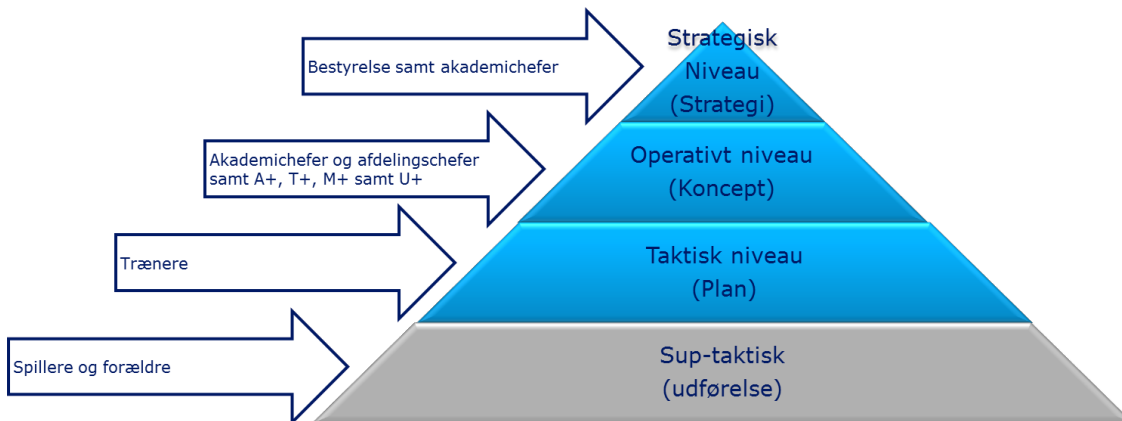 Strategisk
Niveau
(Strategi)
Bestyrelse samt akademichefer
Operativt niveau
(Koncept)
Akademichefer og afdelingschefer
samt A+, T+, M+ samt U+
Taktisk niveau
(Plan)
Trænere
Sup-taktisk
(udførelse)
Spillere og forældre